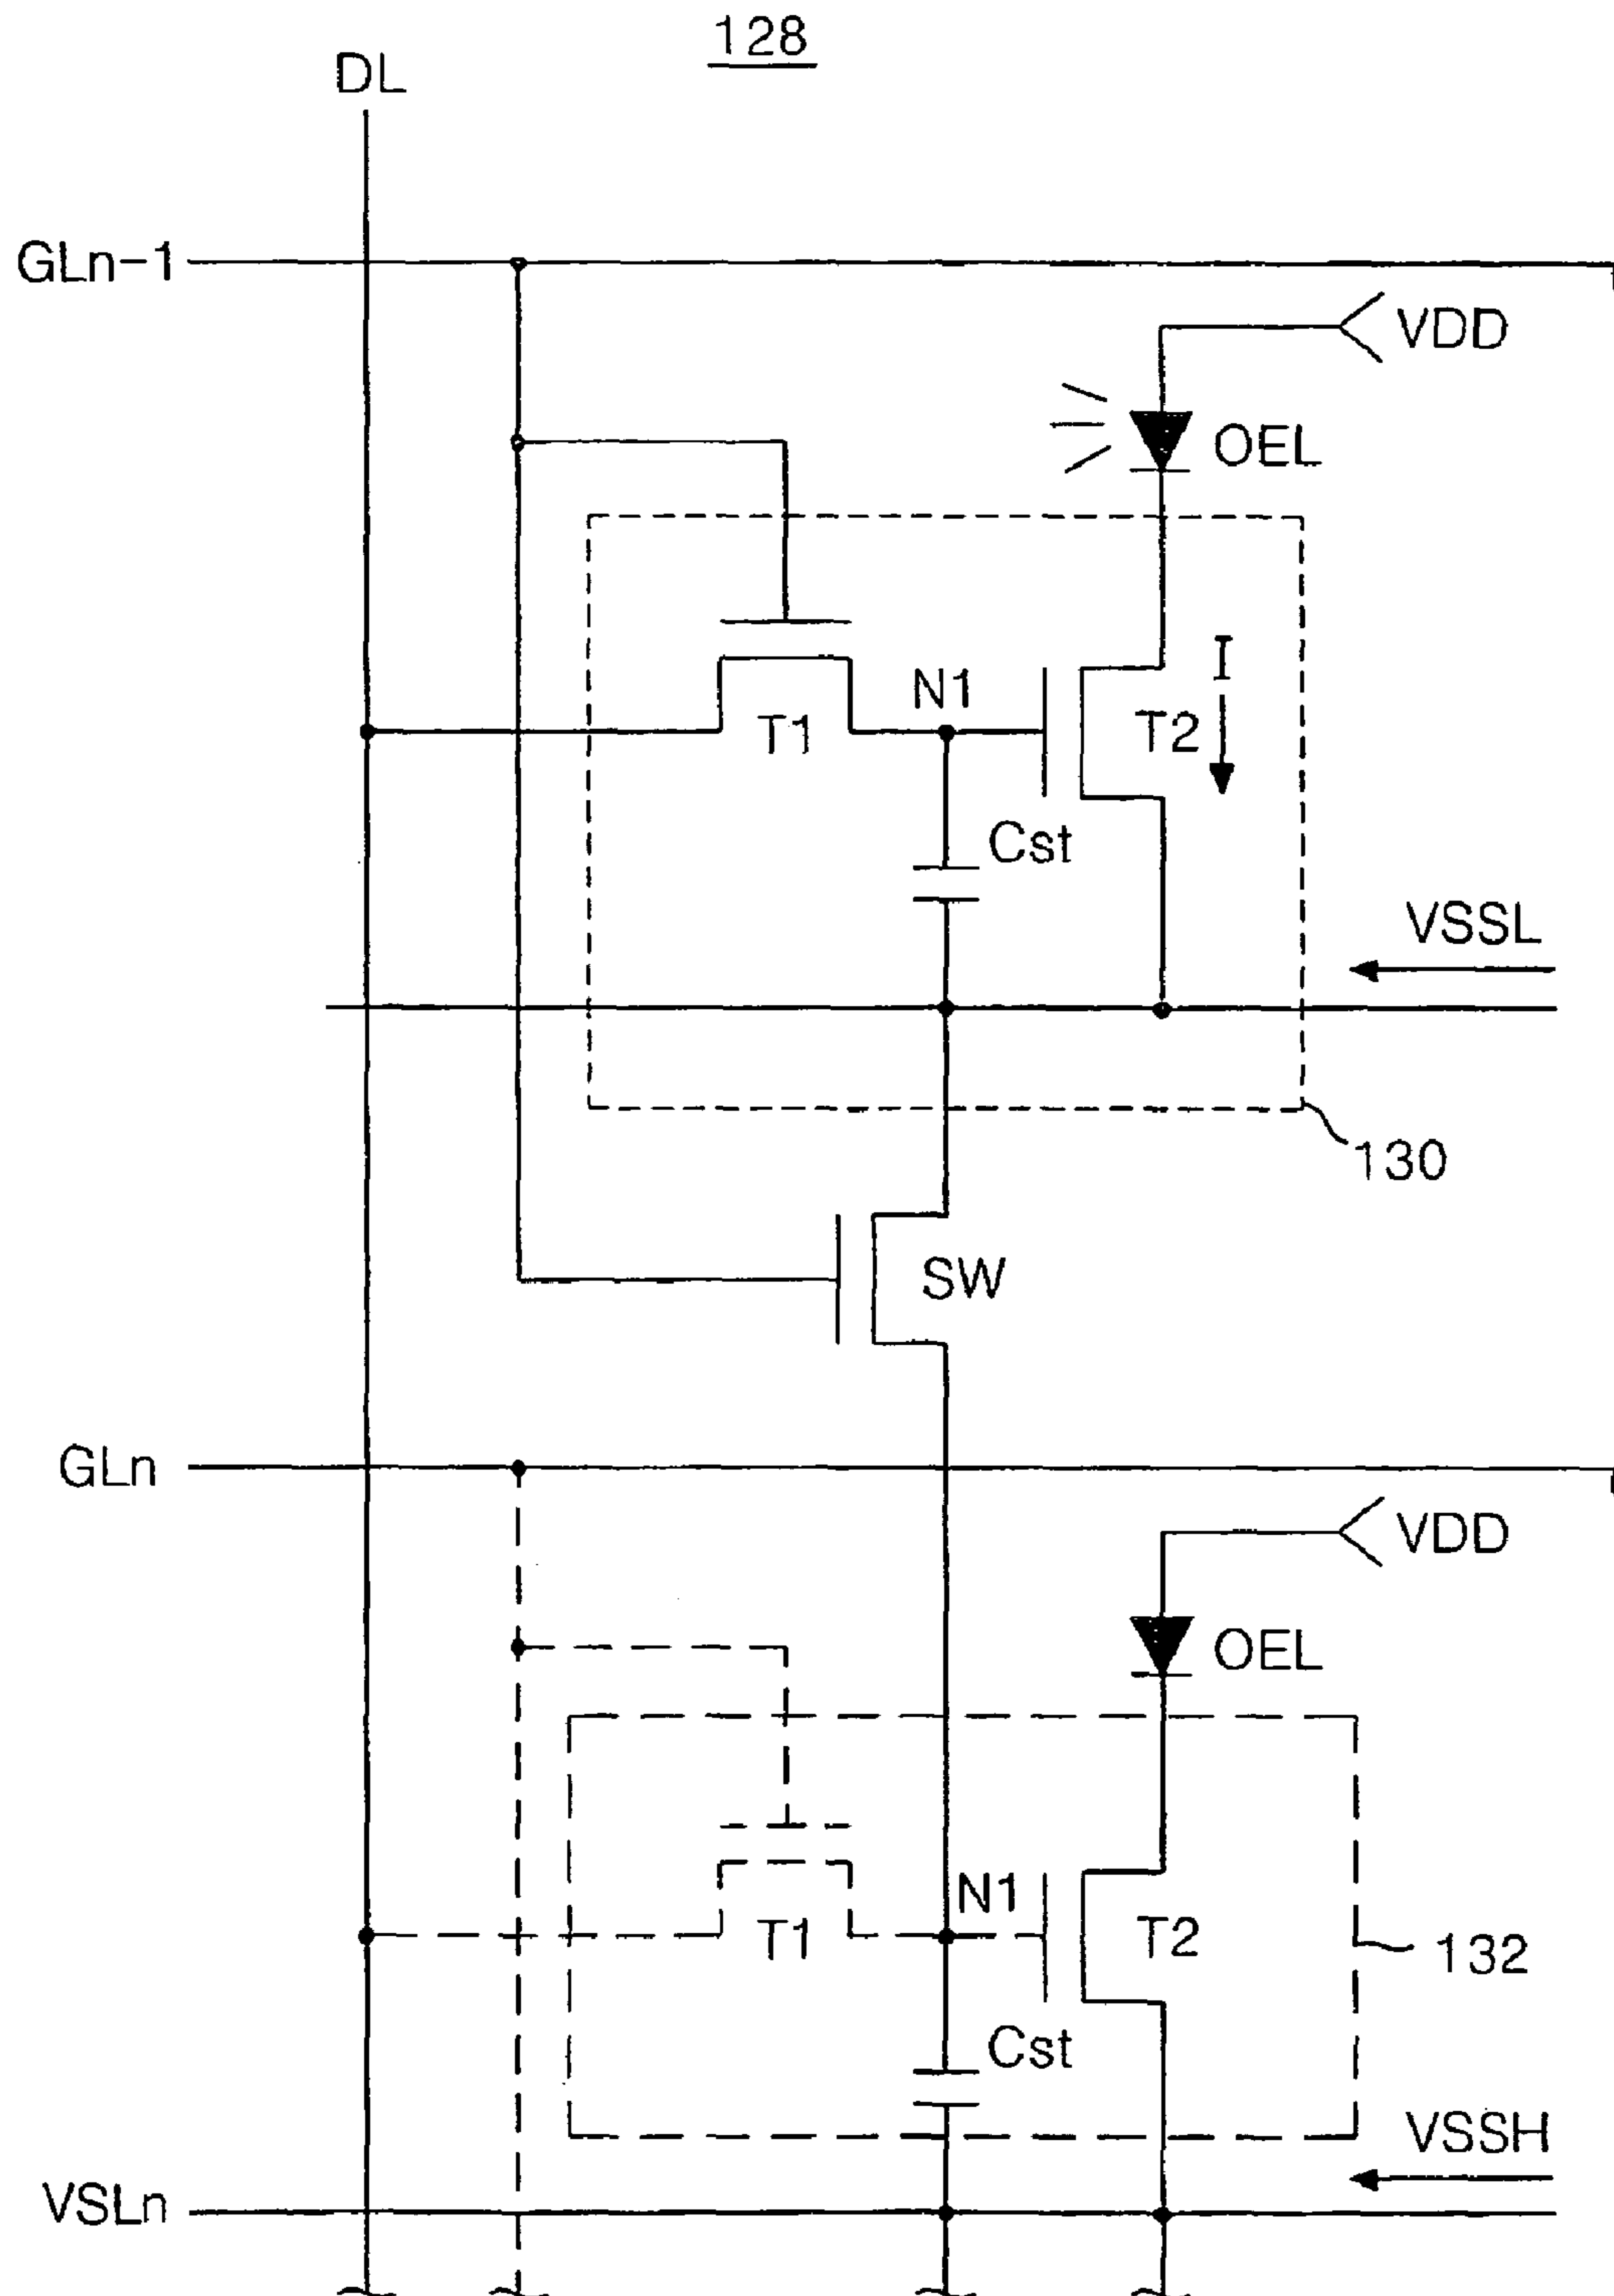 128
DL
GLn-1
VDD
OEL
I
N1
T1
T2
Cst
VSSL
130
SW
GLn
VDD
OEL
N1
T1
T2
132
Cst
VSSH
VSLn